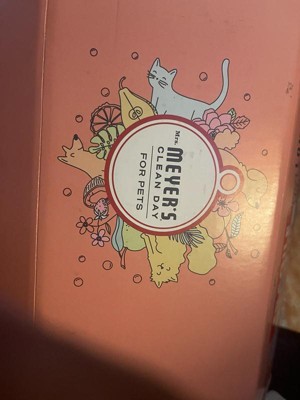 Mrs.
MEYER'S
CLEAN DAY
FOR PETS